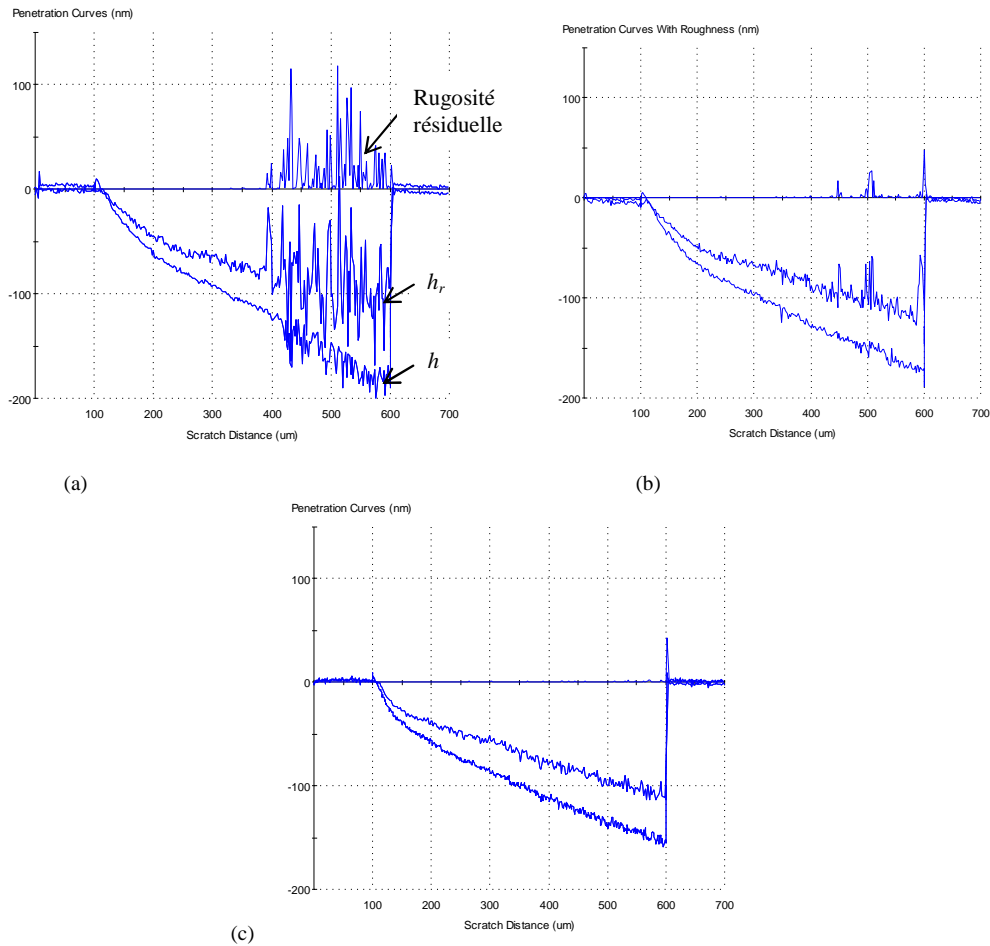 Penetration Curves (nm)
100
0
-100
-200
100 200 300 400 500 600 700
Scratch Distance (um)
Rugosité
résiduelle
hr
h
(a)
Penetration Curves With Roughness (nm)
100
0
-100
-200
100 200 300 400 500 600 700
Scratch Distance (um)
(b)
Penetration Curves (nm)
100
0
-100
-200
100 200 300 400 500 600 700
Scratch Distance (um)
(c)